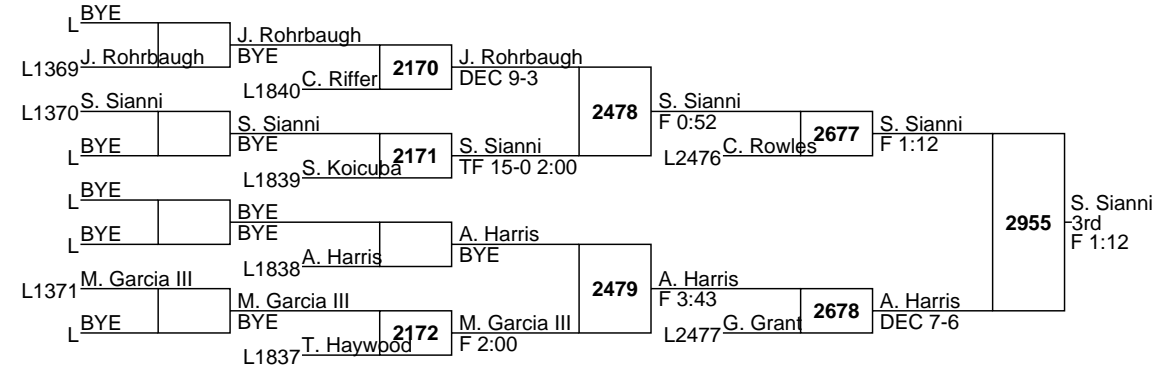 L BYE
L1369 J. Rohrbaugh
L1370 S. Sianni
L BYE
L BYE
L BYE
L1371 M. Garcia III
L BYE
J. Rohrbaugh
BYE
L1840 C. Riffer
S. Sianni
BYE
L1839 S. Koicuba
BYE
BYE
L1838 A. Harris
M. Garcia III
BYE
L1837 T. Haywood
2170
2171
2172
J. Rohrbaugh
DEC 9-3
S. Sianni
TF 15-0 2:00
A. Harris
BYE
M. Garcia III
F 2:00
2478
2479
S. Sianni
F 0:52
L2476 C. Rowles
A. Harris
F 3:43
L2477 G. Grant
2677
2678
S. Sianni
F 1:12
A. Harris
DEC 7-6
2955
S. Sianni
3rd
F 1:12